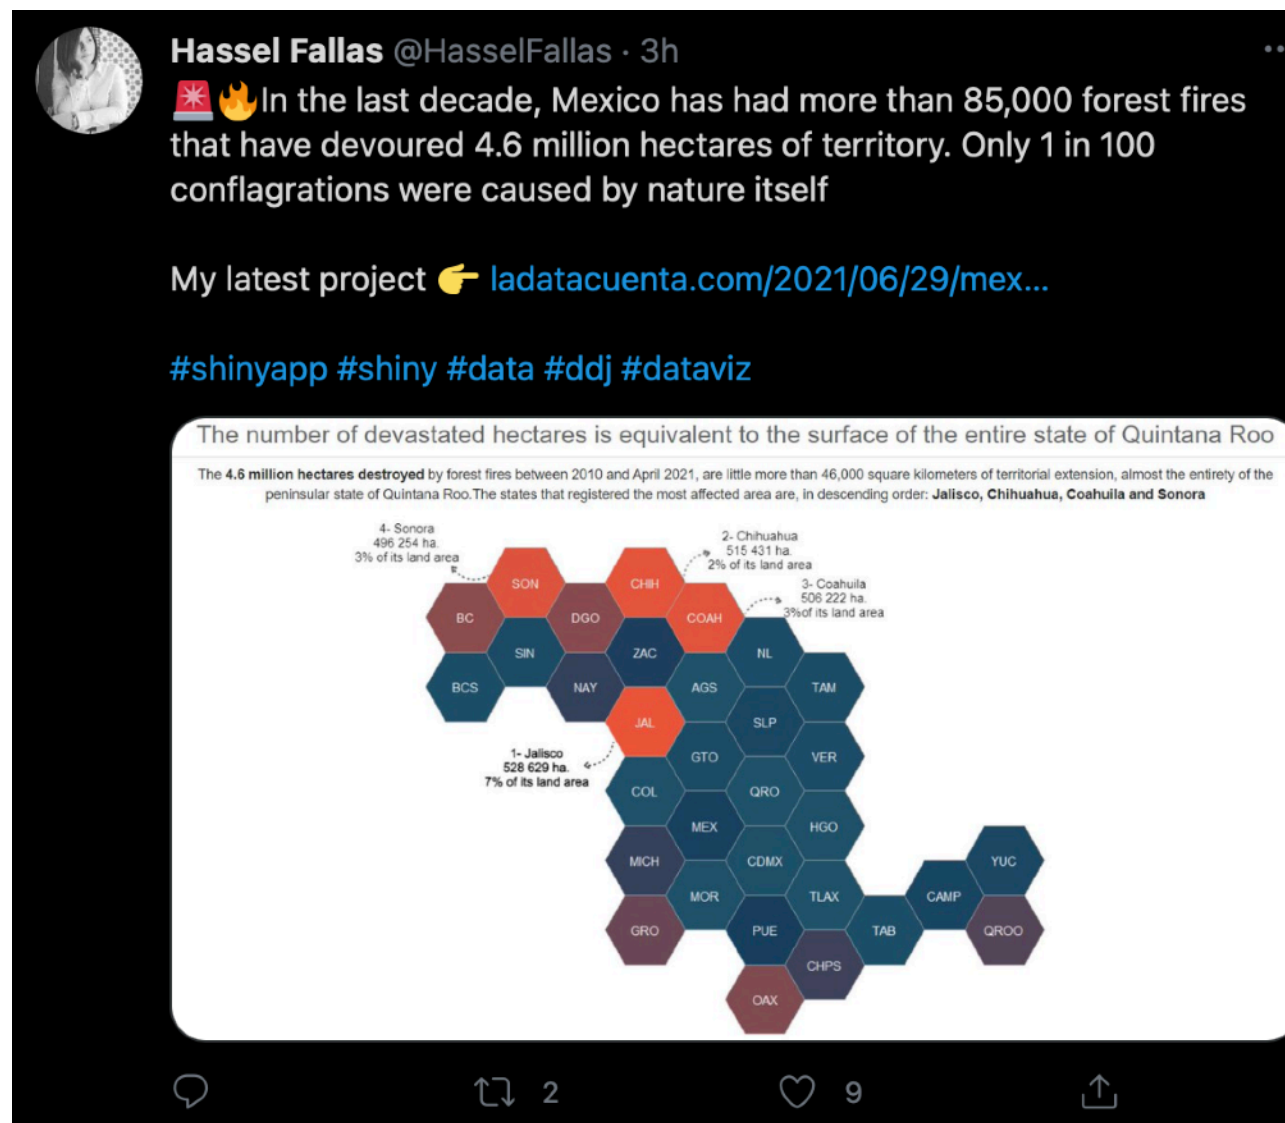 Hassel Fallas @HasselFallas · 3h
🚨🔥In the last decade, Mexico has had more than 85,000 forest fires
that have devoured 4.6 million hectares of territory. Only 1 in 100
conflagrations were caused by nature itself
My latest project 👉 ladatacuenta.com/2021/06/29/mex...
#shinyapp #shiny #data #ddj #dataviz
The number of devastated hectares is equivalent to the surface of the entire state of Quintana Roo
The 4.6 million hectares destroyed by forest fires between 2010 and April 2021, are little more than 46,000 square kilometers of territorial extension, almost the entirety of the
peninsular state of Quintana Roo.The states that registered the most affected area are, in descending order: Jalisco, Chihuahua, Coahuila and Sonora
4- Sonora
496 254 ha.
3% of its land area
2- Chihuahua
515 431 ha.
2% of its land area
3- Coahuila
506 222 ha.
3%of its land area
SON
CHIH
BC
DGO
COAH
SIN
ZAC
NL
BCS
NAY
AGS
TAM
JAL
SLP
1- Jalisco
528 629 ha.
7% of its land area
GTO
VER
COL
QRO
MEX
HGO
MICH
CDMX
YUC
MOR
TLAX
CAMP
GRO
PUE
TAB
QROO
CHPS
OAX
2
9